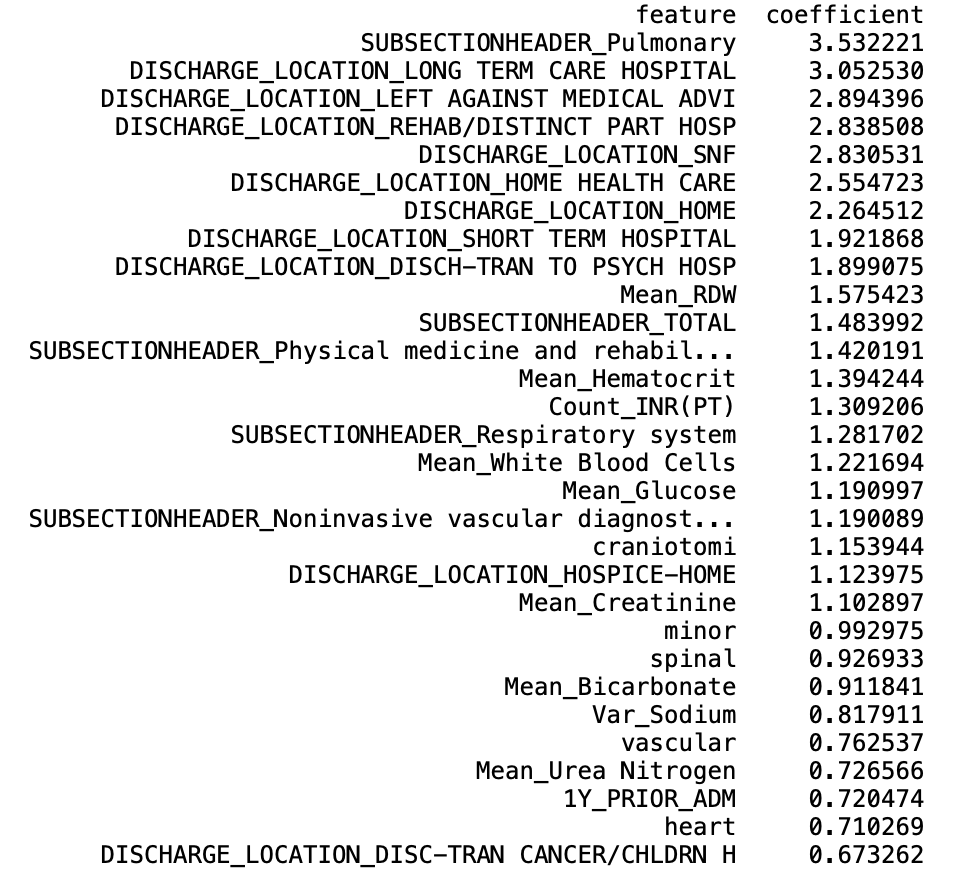 feature coefficient
SUBSECTIONHEADER_Pulmonary 3.532221
DISCHARGE_LOCATION_LONG TERM CARE HOSPITAL 3.052530
DISCHARGE_LOCATION_LEFT AGAINST MEDICAL ADVI 2.894396
DISCHARGE_LOCATION_REHAB/DISTINCT PART HOSP 2.838508
DISCHARGE_LOCATION_SNF 2.830531
DISCHARGE_LOCATION_HOME HEALTH CARE 2.554723
DISCHARGE_LOCATION_HOME 2.264512
DISCHARGE_LOCATION_SHORT TERM HOSPITAL 1.921868
DISCHARGE_LOCATION_DISCH-TRAN TO PSYCH HOSP 1.899075
Mean_RDW 1.575423
SUBSECTIONHEADER_TOTAL 1.483992
SUBSECTIONHEADER_Physical medicine and rehabil... 1.420191
Mean_Hematocrit 1.394244
Count_INR(PT) 1.309206
SUBSECTIONHEADER_Respiratory system 1.281702
Mean_White Blood Cells 1.221694
Mean_Glucose 1.190997
SUBSECTIONHEADER_Noninvasive vascular diagnost... 1.190089
craniotomi 1.153944
DISCHARGE_LOCATION_HOSPICE-HOME 1.123975
Mean_Creatinine 1.102897
minor 0.992975
spinal 0.926933
Mean_Bicarbonate 0.911841
Var_Sodium 0.817911
vascular 0.762537
Mean_Urea Nitrogen 0.726566
1Y_PRIOR_ADM 0.720474
heart 0.710269
DISCHARGE_LOCATION_DISC-TRAN CANCER/CHLDRN H 0.673262